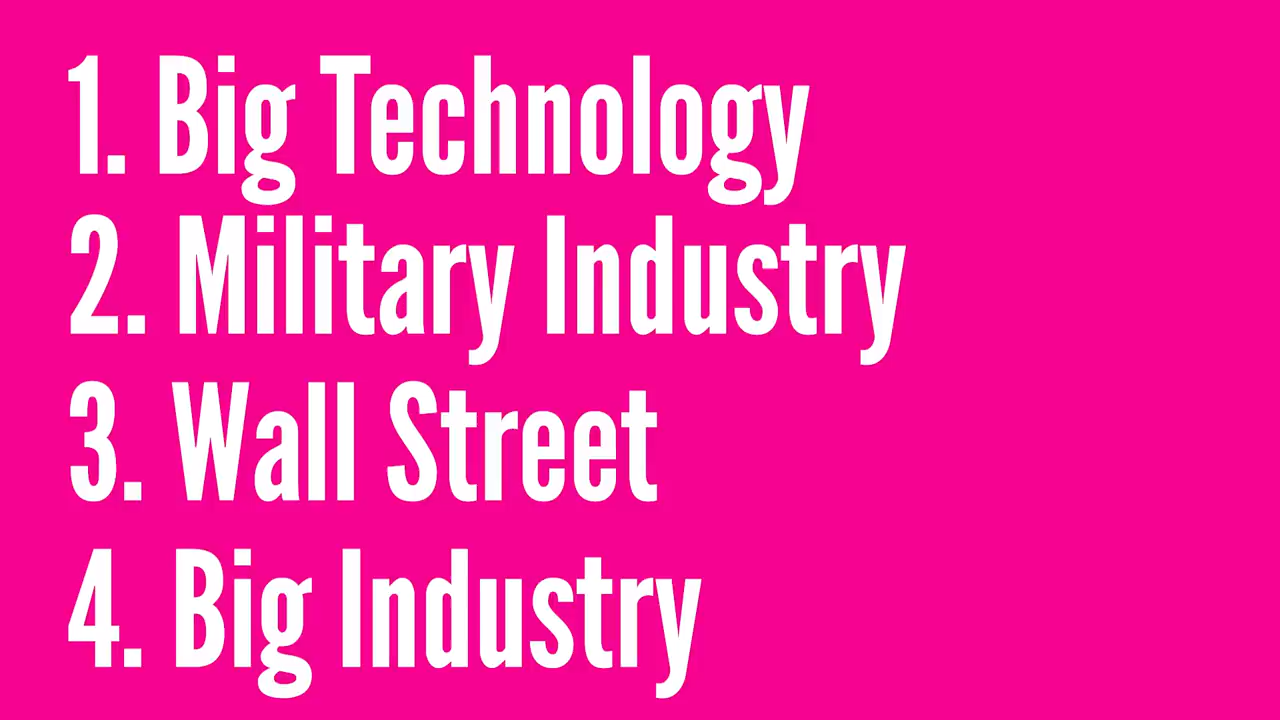 1. Big Technology
2. Military Industry
3. Wall Street
4. Big Industry